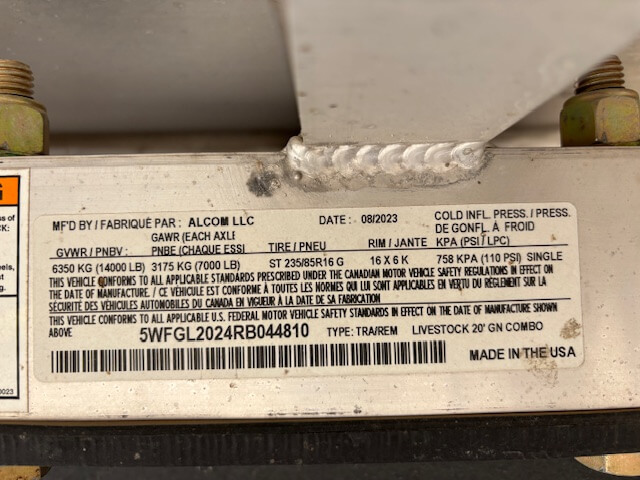 MF'D BY / FABRIQUÉ PAR : ALCOM LLC DATE : 08/2023 COLD INFL. PRESS. / PRESS.
DE GONFL. À FROID
GAWR (EACH AXLE
GVWR / PNBV : PNBE (CHAQUE ESSI TIRE / PNEU RIM / JANTE KPA (PSI / LPC)
6350 KG (14000 LB) 3175 KG (7000 LB) ST 235/85R16 G 16 X 6 K 758 KPA (110 PSI) SINGLE
THIS VEHICLE CONFORMS TO ALL APPLICABLE STANDARDS PRESCRIBED UNDER THE CANADIAN MOTOR VEHICLE SAFETY REGULATIONS IN EFFECT ON
THE DATE OF MANUFACTURE. / CE VÉHICULE EST CONFORME À TOUTES LES NORMES QUI LUI SONT APPLICABLES EN VERTU DU RÈGLEMENT SUR LA
SÉCURITÉ DES VÉHICULES AUTOMOBILES DU CANADA EN VIGUEUR À LA DATE DE SA FABRICATION
THIS VEHICLE CONFORMS TO ALL APPLICABLE U.S. FEDERAL MOTOR VEHICLE SAFETY STANDARDS IN EFFECT ON THE DATE OF MANUFACTURE SHOWN
ABOVE
5WFGL2024RB044810 TYPE: TRA/REM LIVESTOCK 20' GN COMBO
MADE IN THE USA
G
ss of
CK:
eels,
st
0023